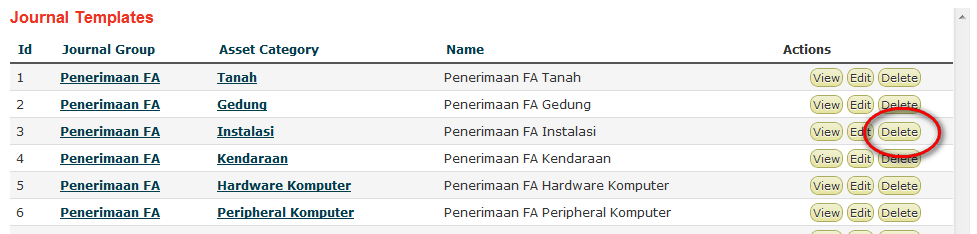 Journal Templates
Id Journal Group Asset Category Name Actions
1 Penerimaan FA Tanah Penerimaan FA Tanah View Edit Delete
2 Penerimaan FA Gedung Penerimaan FA Gedung View Edit Delete
3 Penerimaan FA Instalasi Penerimaan FA Instalasi View Edit Delete
4 Penerimaan FA Kendaraan Penerimaan FA Kendaraan View Edit Delete
5 Penerimaan FA Hardware Komputer Penerimaan FA Hardware Komputer View Edit Delete
6 Penerimaan FA Peripheral Komputer Penerimaan FA Peripheral Komputer View Edit Delete